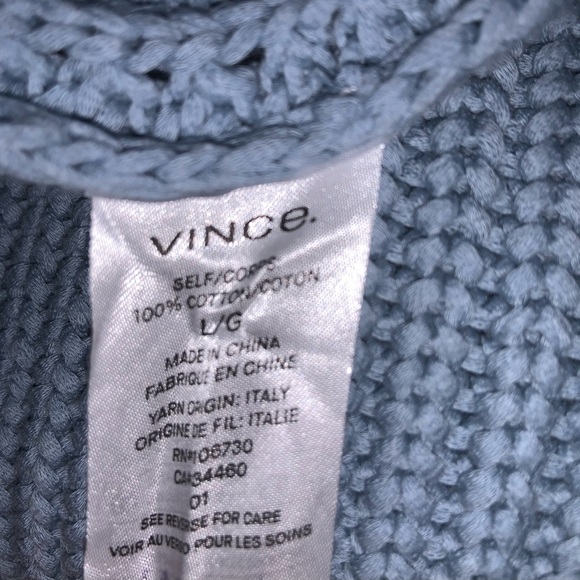 VINCe.
SELF/CORPS
100% COTTON/COTON
L/G
MADE IN CHINA
FABRIQUE EN CHINE
YARN ORIGIN: ITALY
ORIGINE DE FIL: ITALIE
RN#106730
CA#34460
01
SEE REVERSE FOR CARE
VOIR AU VERSO POUR LES SOINS